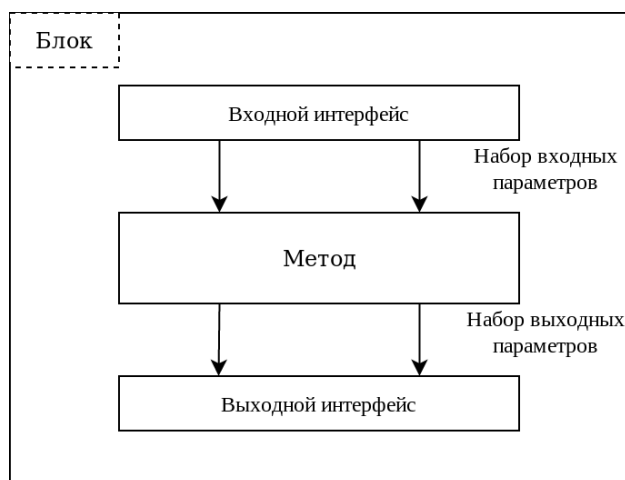 Блок
Входной интерфейс
Набор входных
параметров
Метод
Набор выходных
параметров
Выходной интерфейс